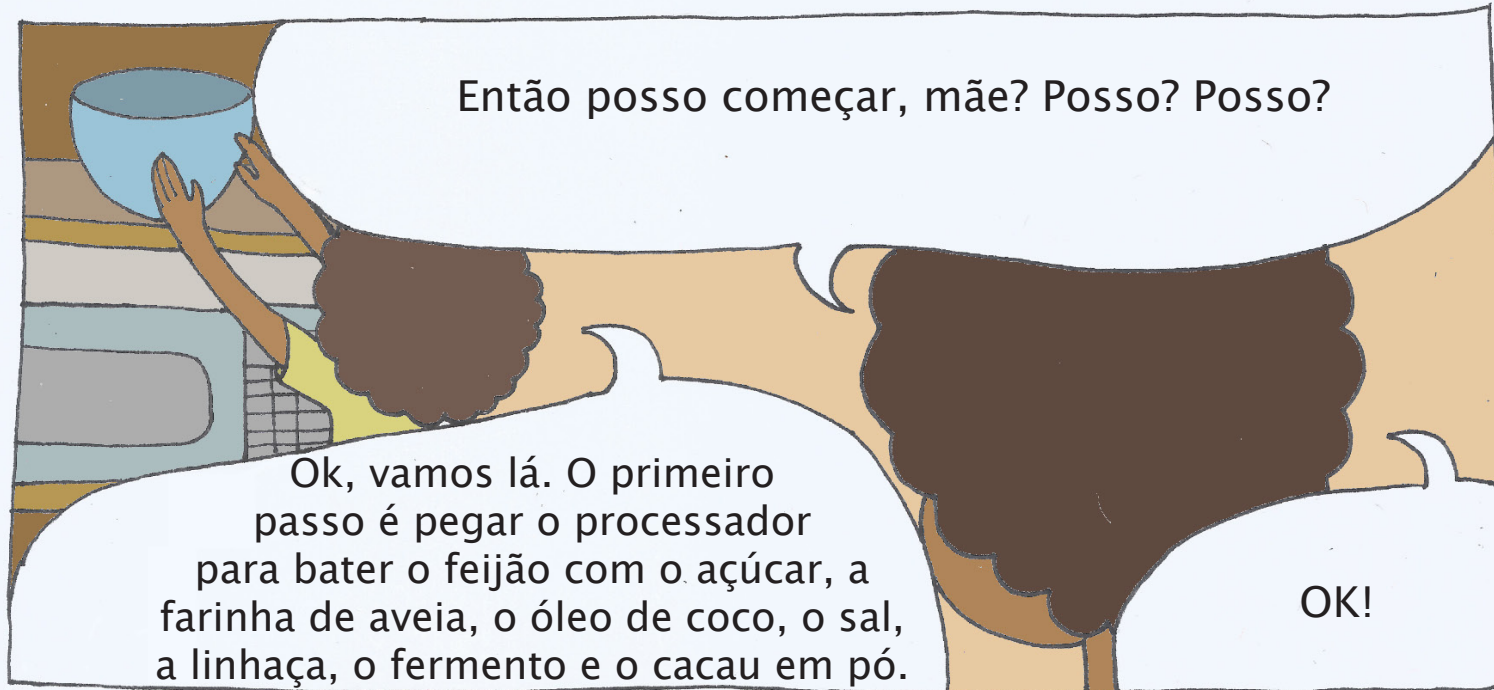 Então posso começar, mãe? Posso? Posso?
Ok, vamos lá. O primeiro
passo é pegar o processador
para bater o feijão com o açúcar, a
farinha de aveia, o óleo de coco, o sal,
a linhaça, o fermento e o cacau em pó.
OK!